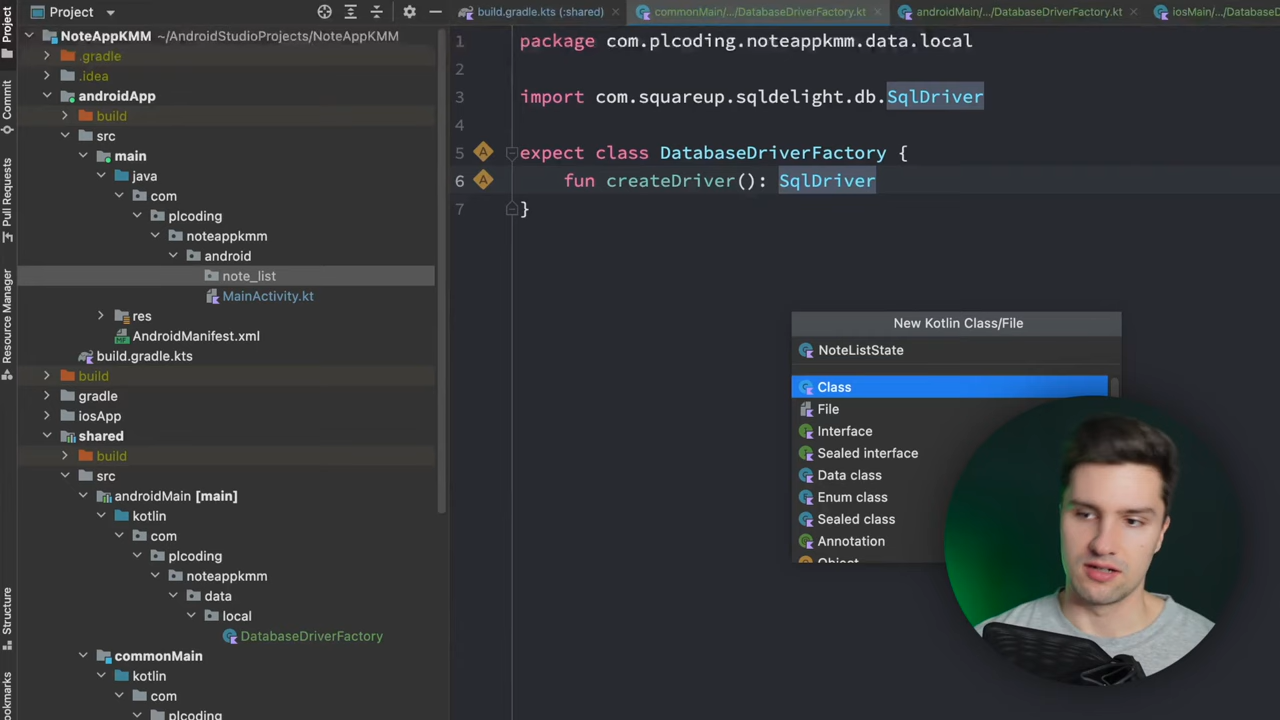 Project
build.gradle.kts (:shared)
commonMain/.../DatabaseDriverFactory.kt
androidMain/.../DatabaseDriverFactory.kt
iosMain/.../Databas
Project
Commit
Pull Requests
Resource Manager
Structure
okmarks
NoteAppKMM ~/AndroidStudioProjects/NoteAppKMM
.gradle
.idea
androidApp
build
src
main
java
com
plcoding
noteappkmm
android
note_list
MainActivity.kt
res
AndroidManifest.xml
build.gradle.kts
build
gradle
iosApp
shared
build
src
androidMain [main]
kotlin
com
plcoding
noteappkmm
data
local
DatabaseDriverFactory
commonMain
kotlin
com
plcoding
1 package com.plcoding.noteappkmm.data.local
2
3 import com.squareup.sqldelight.db.SqlDriver
4
5 expect class DatabaseDriverFactory {
6 fun createDriver(): SqlDriver
7 }
New Kotlin Class/File
NoteListState
Class
File
Interface
Sealed interface
Data class
Enum class
Sealed class
Annotation
Object